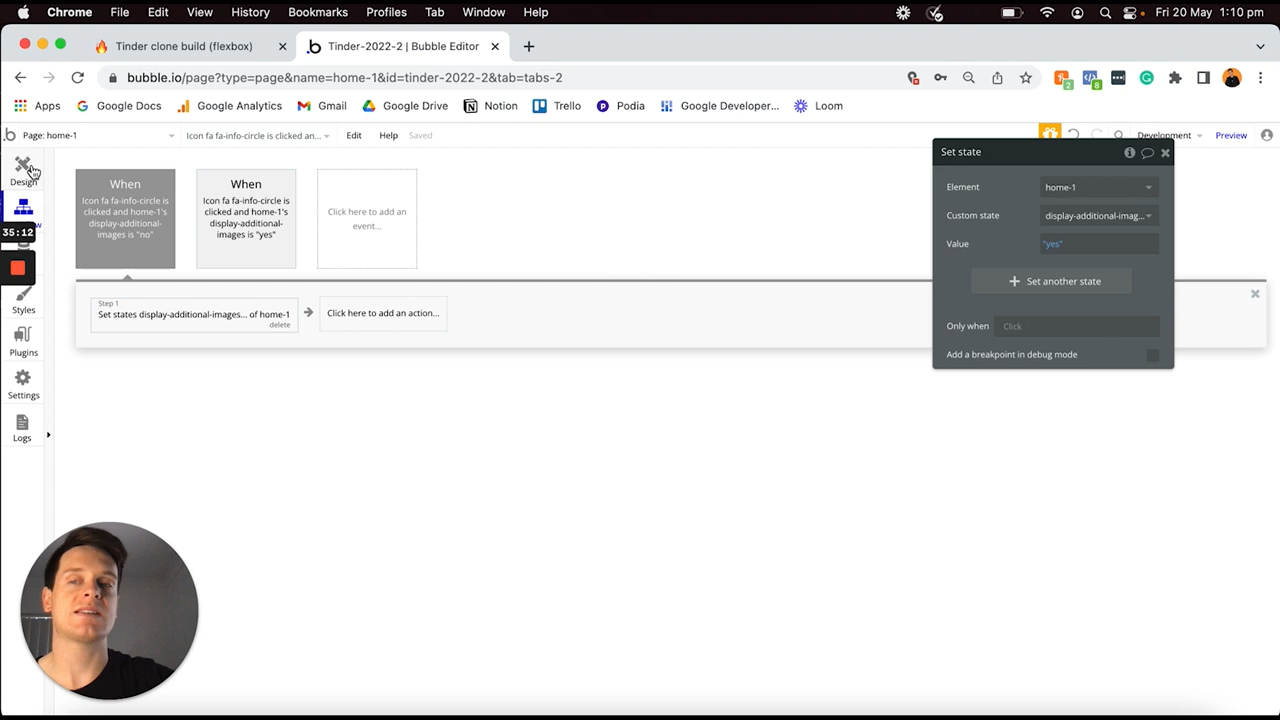 Chrome File Edit View History Bookmarks Profiles Tab Window Help Fri 20 May 1:10 pm
Tinder clone build (flexbox) Tinder-2022-2 | Bubble Editor
bubble.io/page?type=page&name=home-1&id=tinder-2022-2&tab=tabs-2 2 8
Apps Google Docs Google Analytics Gmail Google Drive Notion Trello Podia Google Developer... Loom
Page: home-1 Icon fa fa-info-circle is clicked an... Edit Help Saved Development Preview
Design
35:12
Styles
Plugins
Settings
Logs
When
Icon fa fa-info-circle is
clicked and home-1's
display-additional-
images is "no"
When
Icon fa fa-info-circle is
clicked and home-1's
display-additional-
images is "yes"
Click here to add an
event...
Step 1
Set states display-additional-images... of home-1
delete
Click here to add an action...
Set state
Element home-1
Custom state display-additional-imag...
Value "yes"
Set another state
Only when Click
Add a breakpoint in debug mode